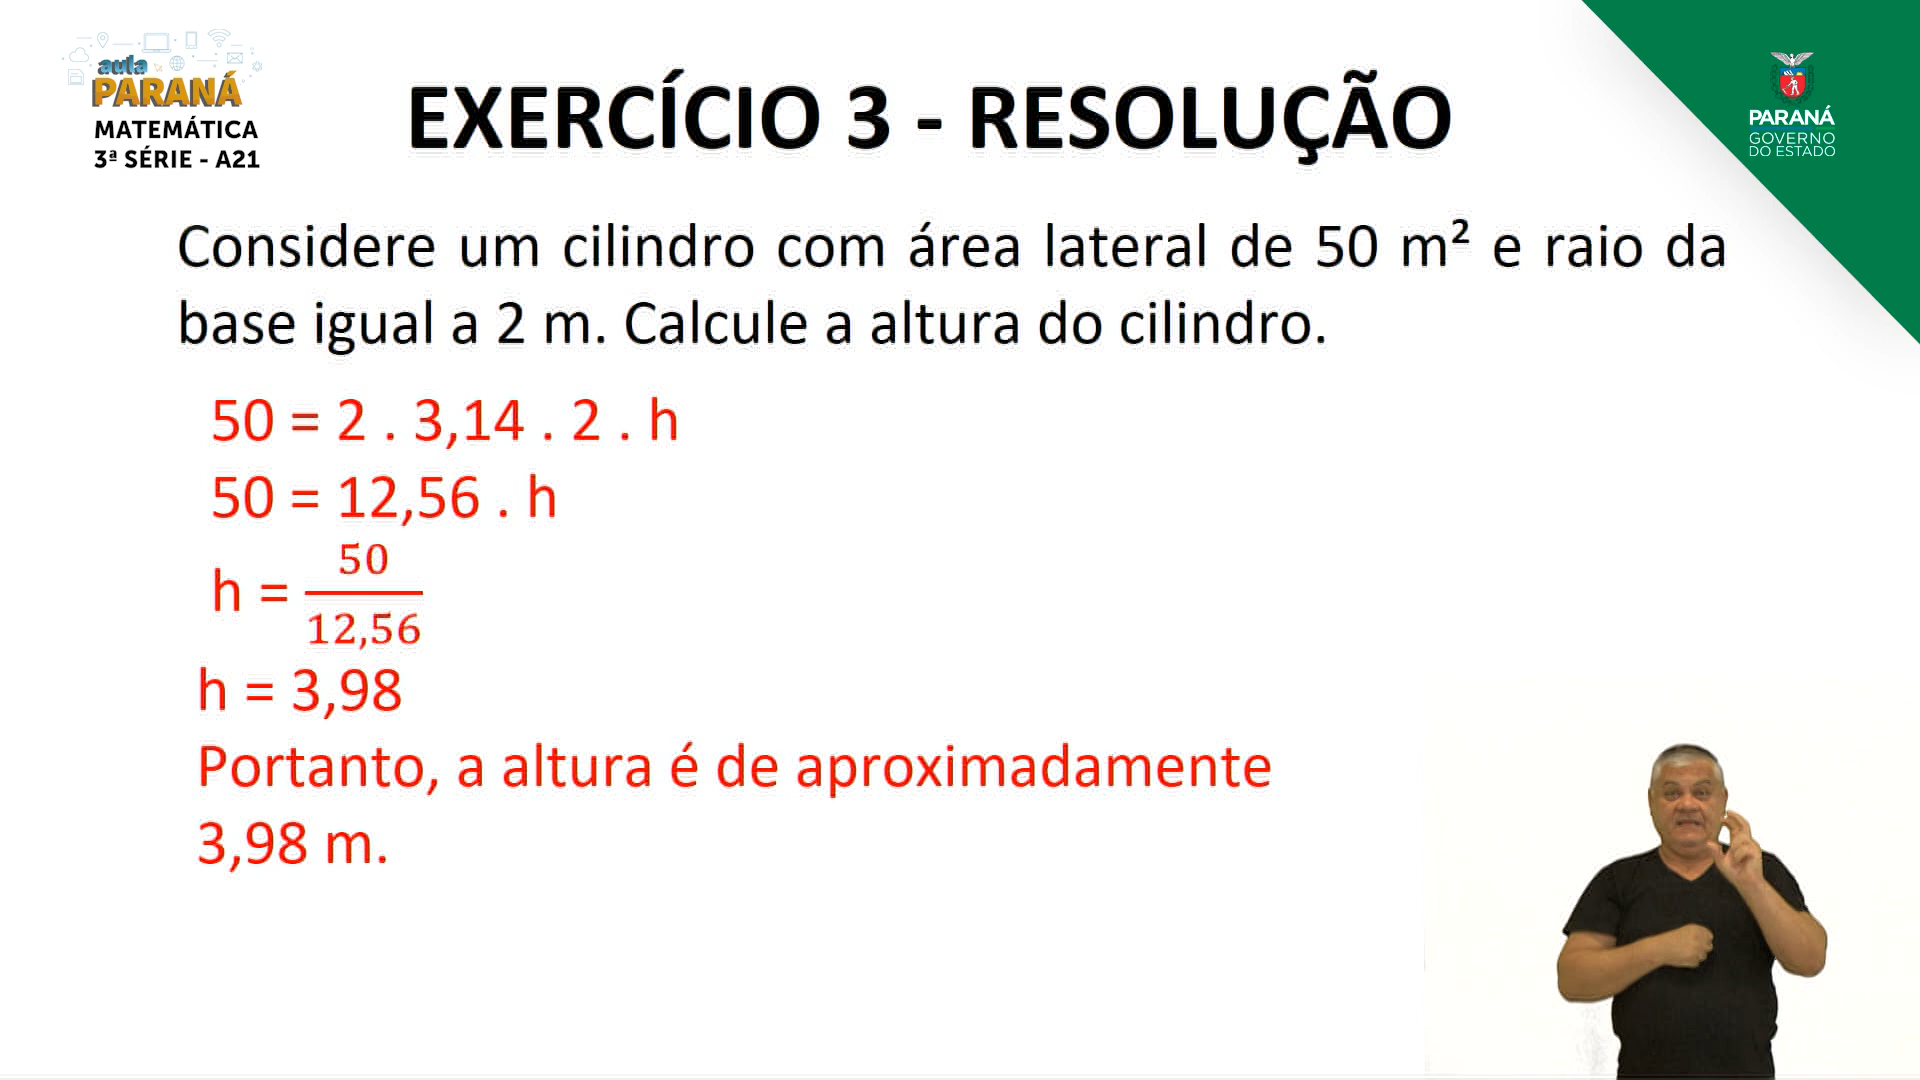 aula
PARANÁ
MATEMÁTICA
3ª SÉRIE - A21
EXERCÍCIO 3 - RESOLUÇÃO
PARANÁ
GOVERNO
DO ESTADO
Considere um cilindro com área lateral de 50 m² e raio da
base igual a 2 m. Calcule a altura do cilindro.
50 = 2 . 3,14 . 2 . h
50 = 12,56 . h
h = 50/12,56
h = 3,98
Portanto, a altura é de aproximadamente
3,98 m.